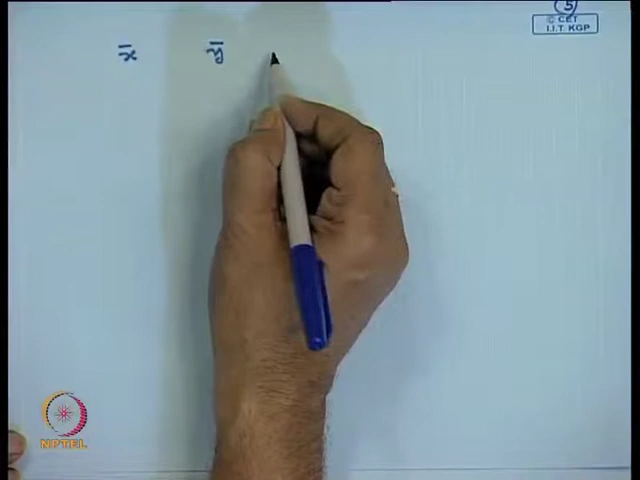 5
© CET
I.I.T. KGP
x̄ ȳ
NPTEL